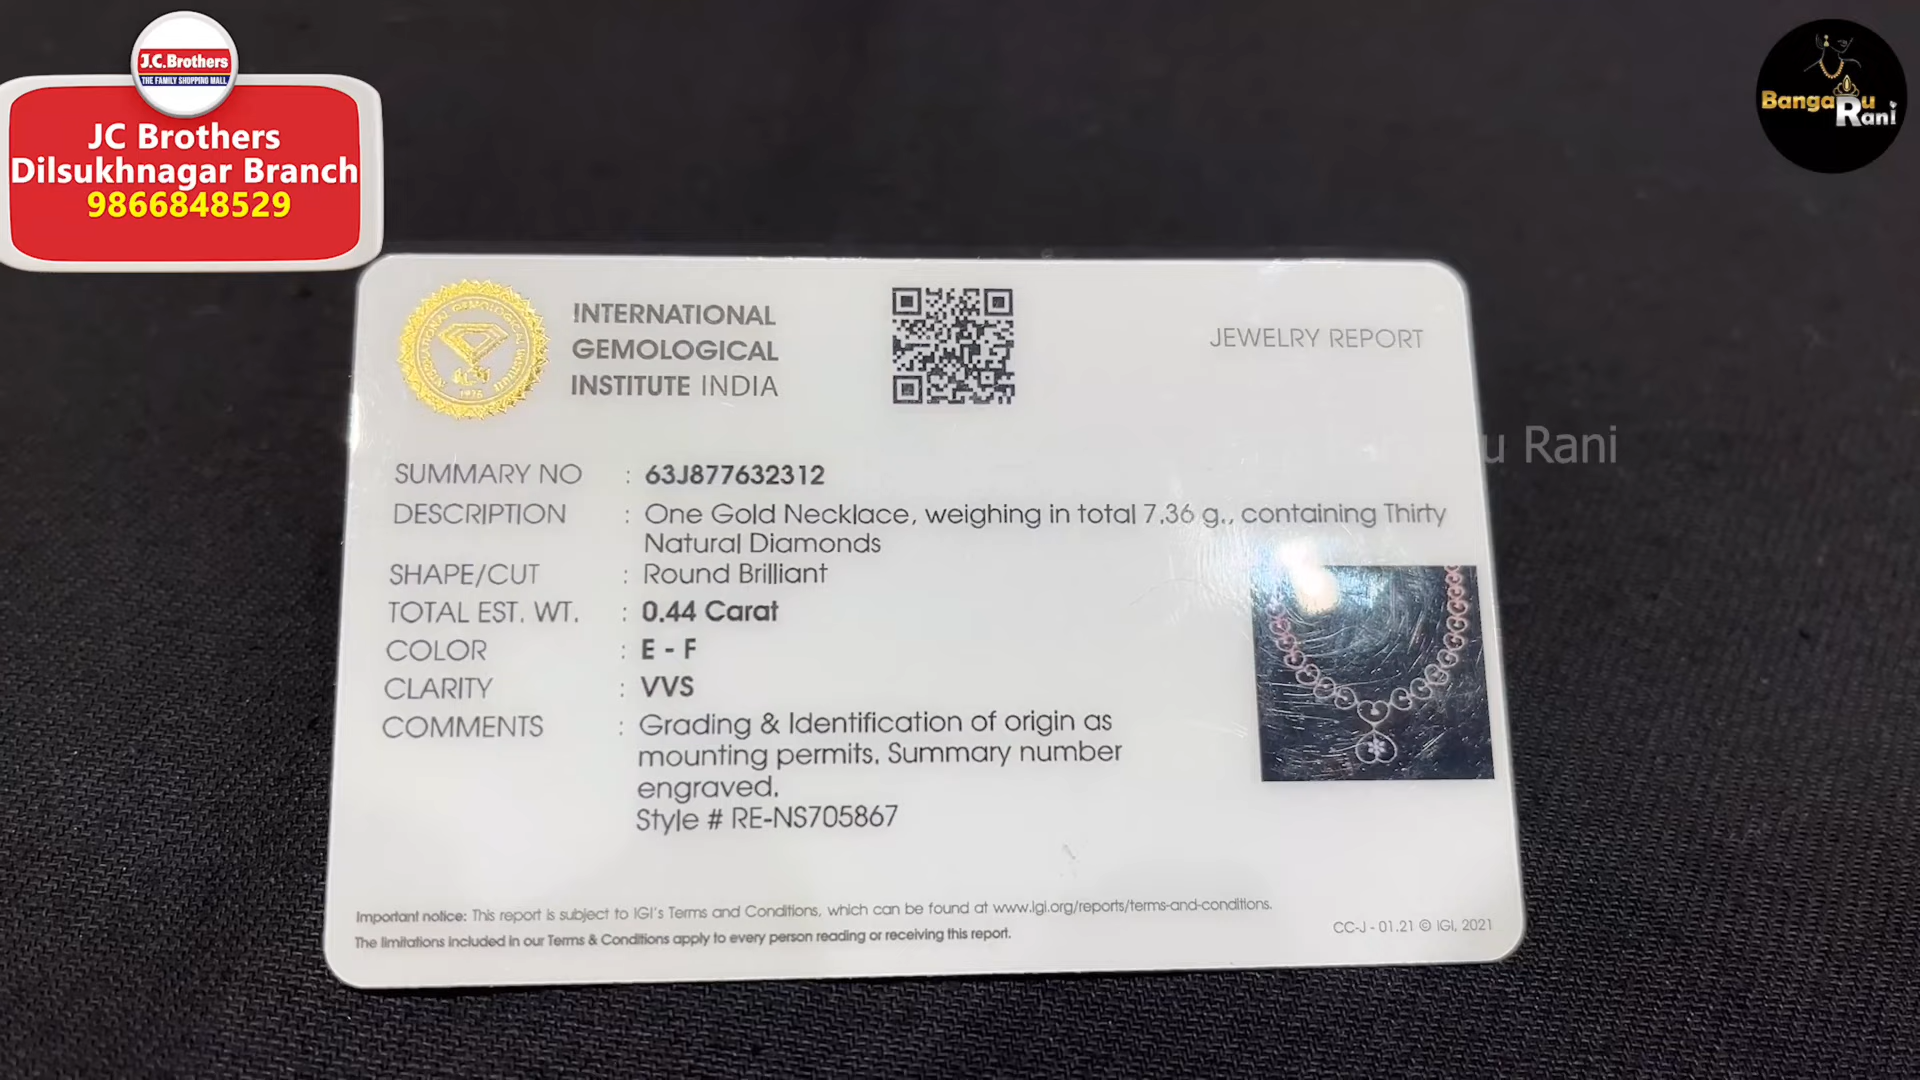 J.C.Brothers
THE FAMILY SHOPPING MALL
JC Brothers
Dilsukhnagar Branch
9866848529
BangaRu
Rani
INTERNATIONAL
GEMOLOGICAL
INSTITUTE INDIA
JEWELRY REPORT
u Rani
SUMMARY NO : 63J877632312
DESCRIPTION : One Gold Necklace, weighing in total 7.36 g., containing Thirty
Natural Diamonds
SHAPE/CUT : Round Brilliant
TOTAL EST. WT. : 0.44 Carat
COLOR : E - F
CLARITY : VVS
COMMENTS : Grading & Identification of origin as
mounting permits. Summary number
engraved.
Style # RE-NS705867
Important notice: This report is subject to IGI's Terms and Conditions, which can be found at www.igi.org/reports/terms-and-conditions.
The limitations included in our Terms & Conditions apply to every person reading or receiving this report.
CC-J - 01.21 © IGI, 2021